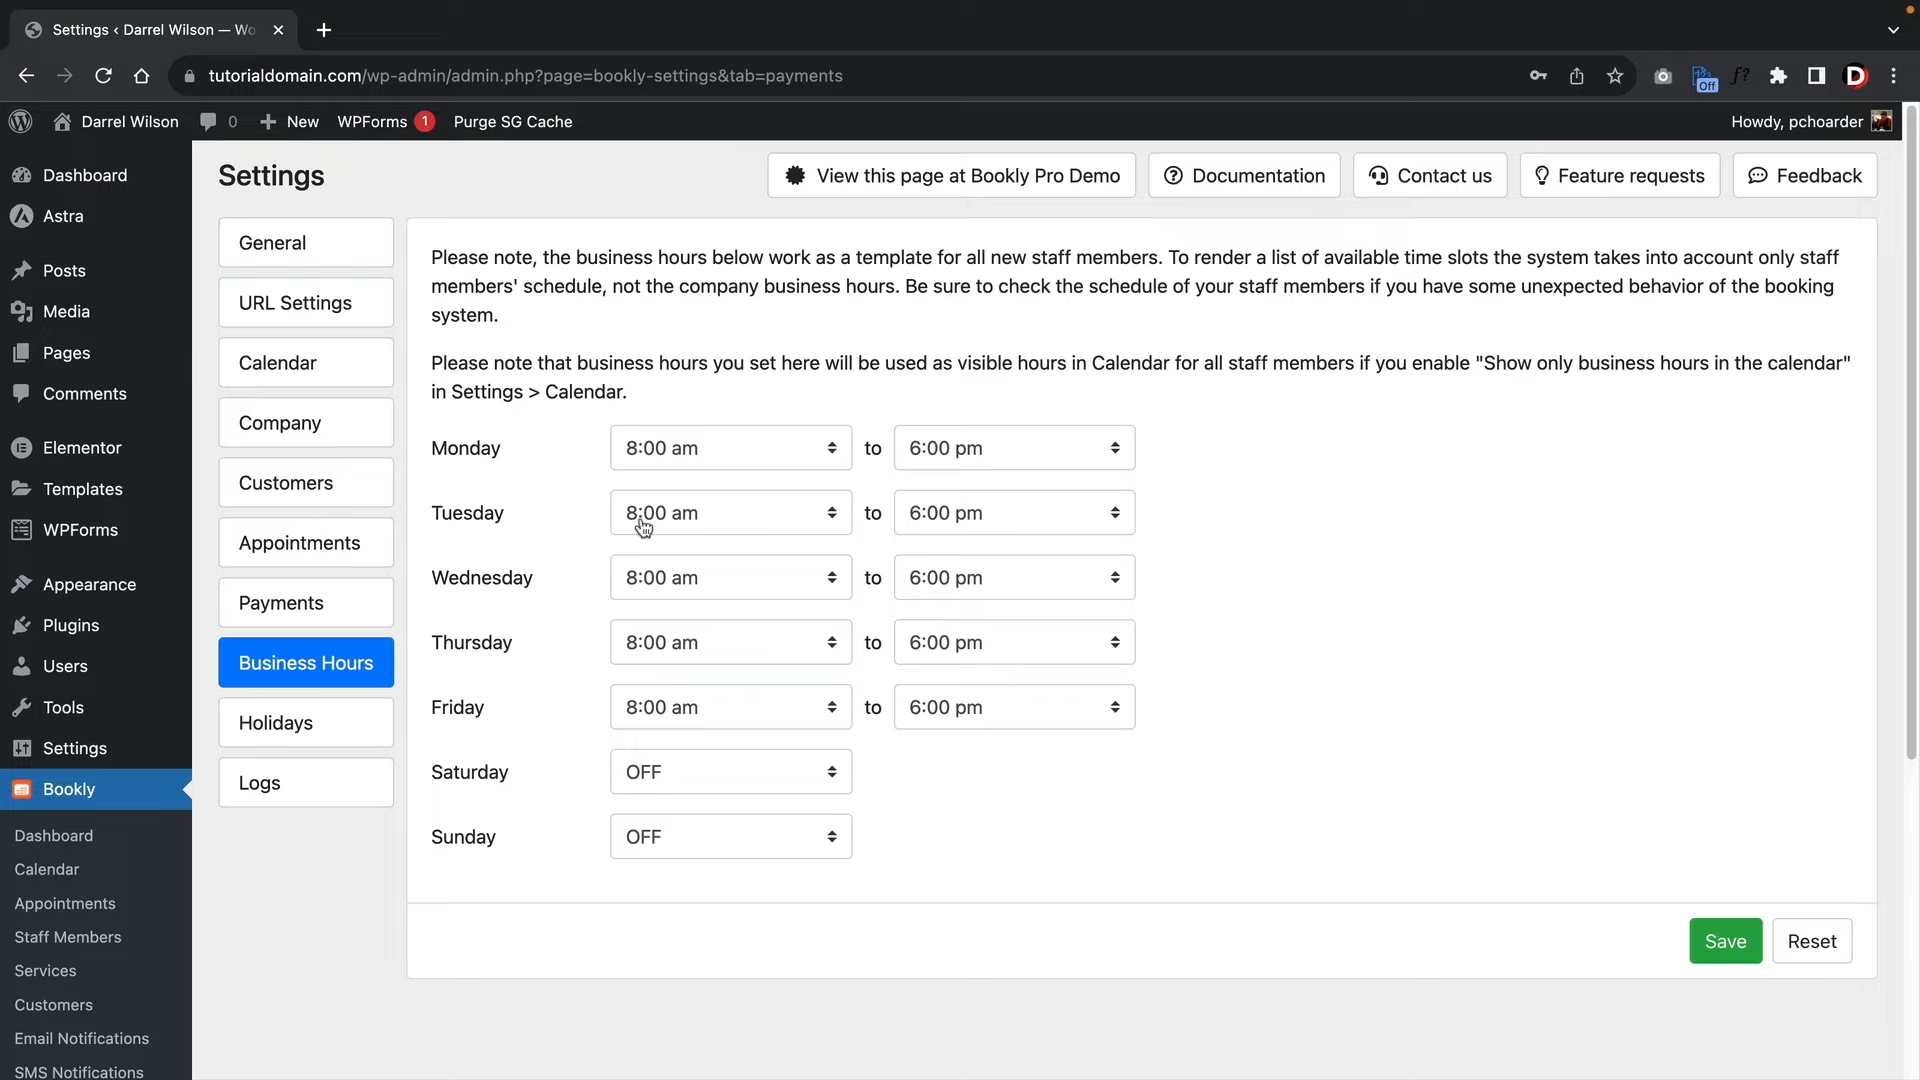 Settings ‹ Darrel Wilson — Wo
tutorialdomain.com/wp-admin/admin.php?page=bookly-settings&tab=payments
Off
f?
D
Darrel Wilson
0
New
WPForms 1
Purge SG Cache
Howdy, pchoarder
Dashboard
Astra
Posts
Media
Pages
Comments
Elementor
Templates
WPForms
Appearance
Plugins
Users
Tools
Settings
Bookly
Dashboard
Calendar
Appointments
Staff Members
Services
Customers
Email Notifications
SMS Notifications
Settings
View this page at Bookly Pro Demo
Documentation
Contact us
Feature requests
Feedback
General
URL Settings
Calendar
Company
Customers
Appointments
Payments
Business Hours
Holidays
Logs
Please note, the business hours below work as a template for all new staff members. To render a list of available time slots the system takes into account only staff
members' schedule, not the company business hours. Be sure to check the schedule of your staff members if you have some unexpected behavior of the booking
system.
Please note that business hours you set here will be used as visible hours in Calendar for all staff members if you enable "Show only business hours in the calendar"
in Settings > Calendar.
Monday 8:00 am to 6:00 pm
Tuesday 8:00 am to 6:00 pm
Wednesday 8:00 am to 6:00 pm
Thursday 8:00 am to 6:00 pm
Friday 8:00 am to 6:00 pm
Saturday OFF
Sunday OFF
Save
Reset